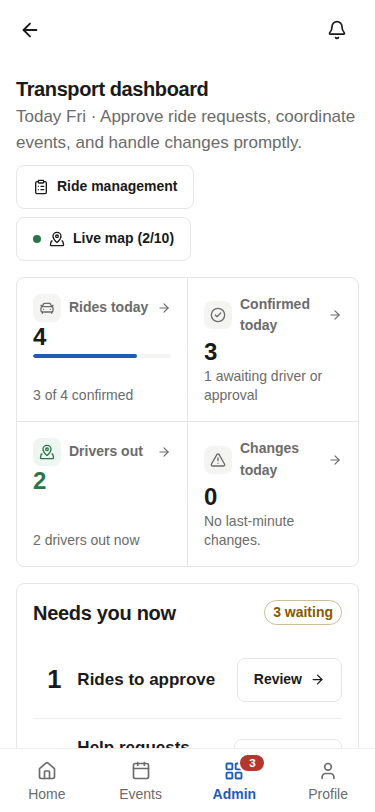 Transport dashboard
Today Fri · Approve ride requests, coordinate
events, and handle changes promptly.
Ride management
Live map (2/10)
Rides today
4
3 of 4 confirmed
Confirmed
today
3
1 awaiting driver or
approval
Drivers out
2
2 drivers out now
Changes
today
0
No last-minute
changes.
Needs you now
3 waiting
1 Rides to approve Review
Help requests
3
Home Events Admin Profile